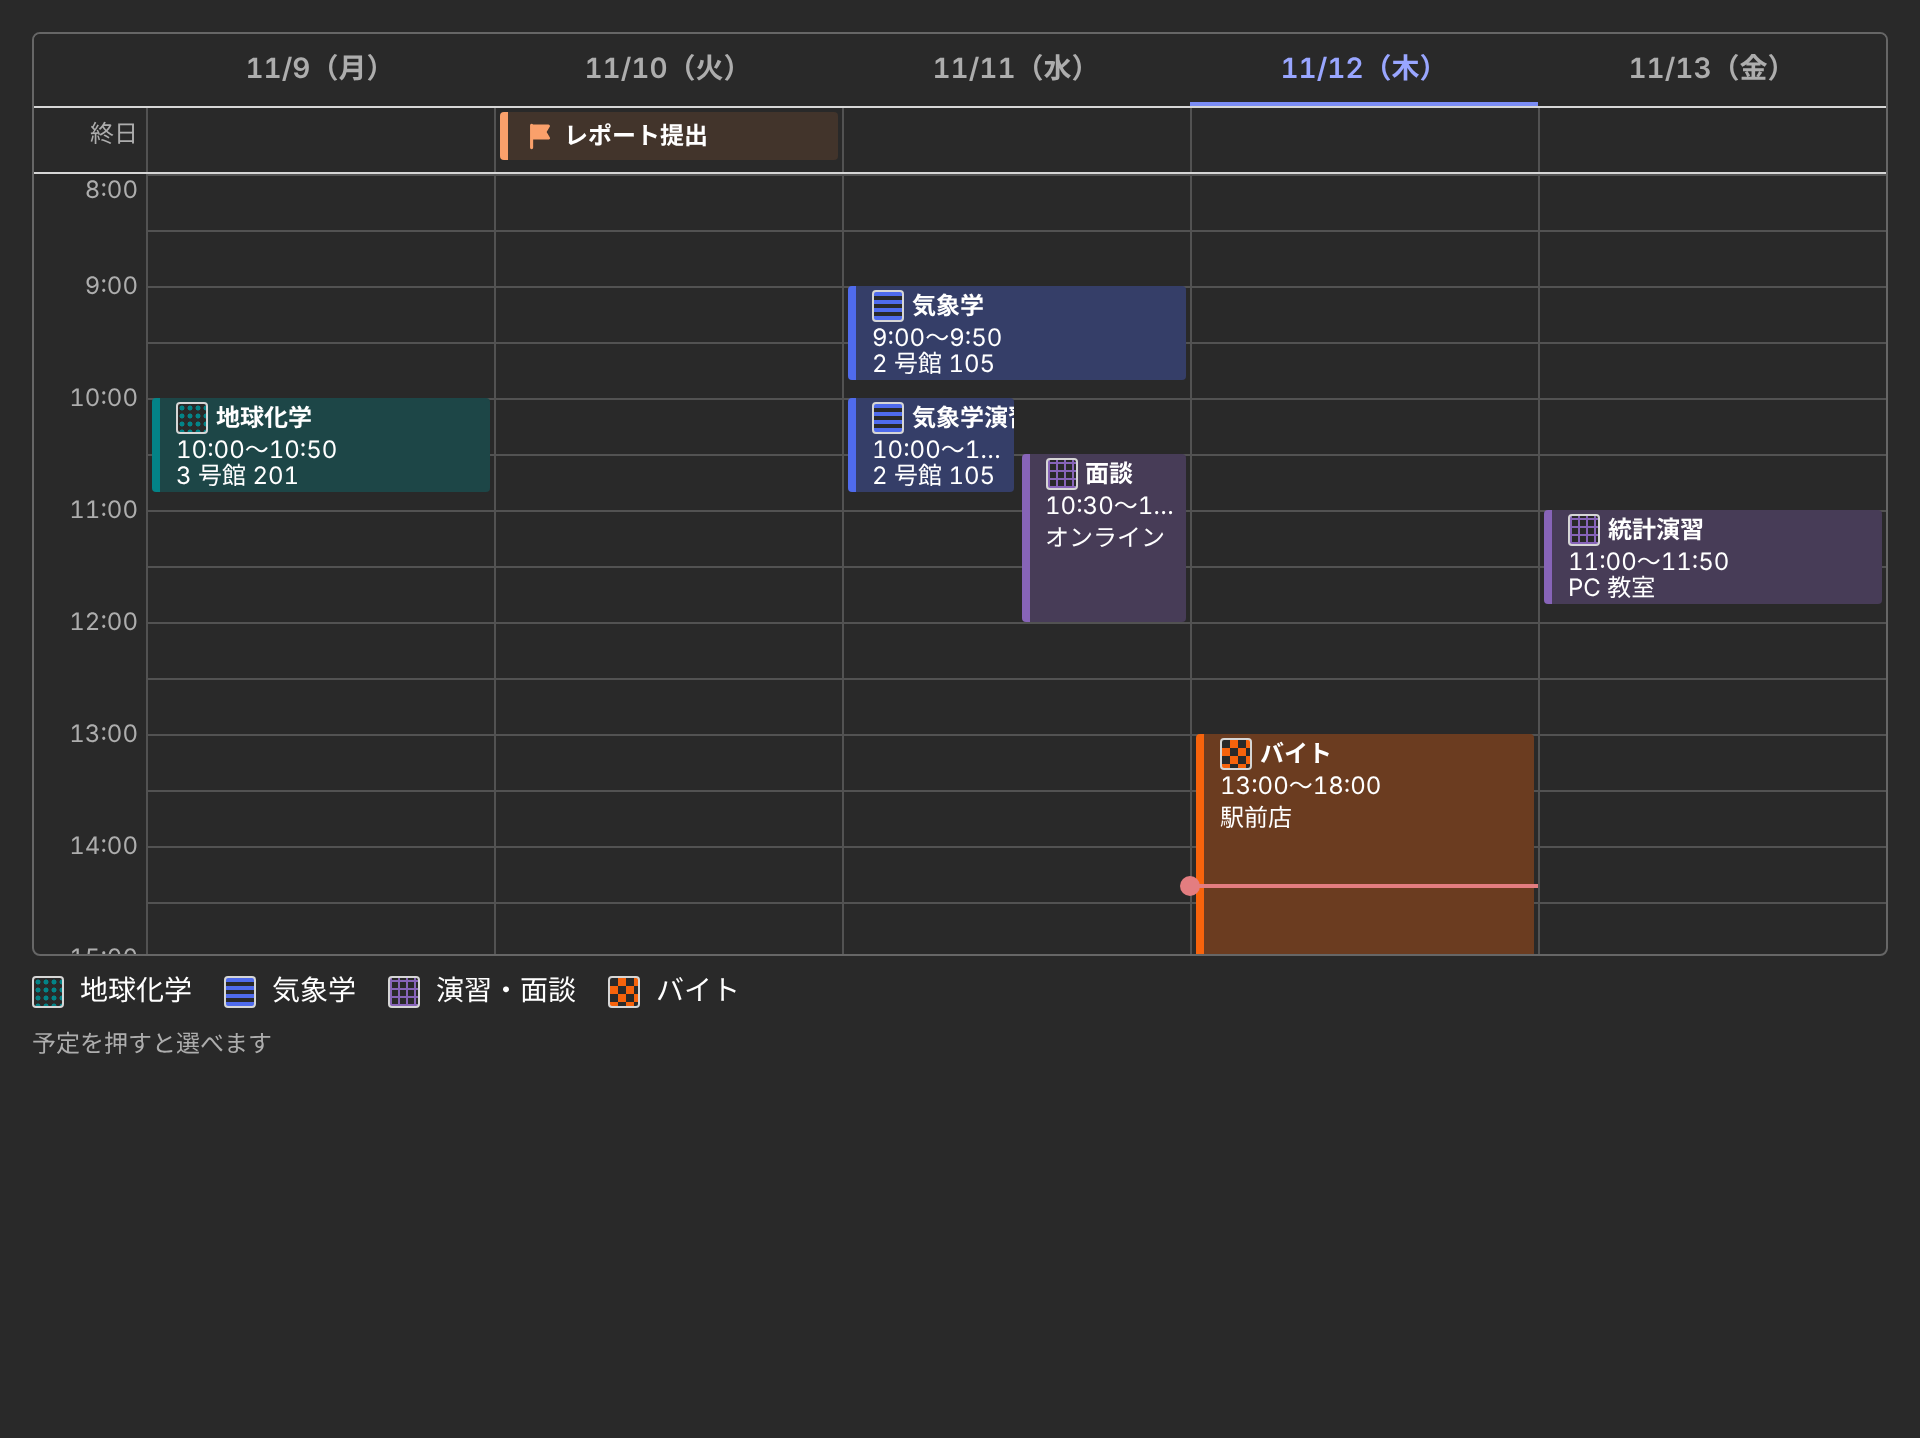 11/9（月）
11/10（火）
11/11（水）
11/12（木）
11/13（金）
終日
レポート提出
8:00
9:00
10:00
11:00
12:00
13:00
14:00
地球化学
10:00〜10:50
3 号館 201
気象学
9:00〜9:50
2 号館 105
気象学演習
10:00〜1...
2 号館 105
面談
10:30〜1...
オンライン
バイト
13:00〜18:00
駅前店
統計演習
11:00〜11:50
PC 教室
地球化学
気象学
演習・面談
バイト
予定を押すと選べます